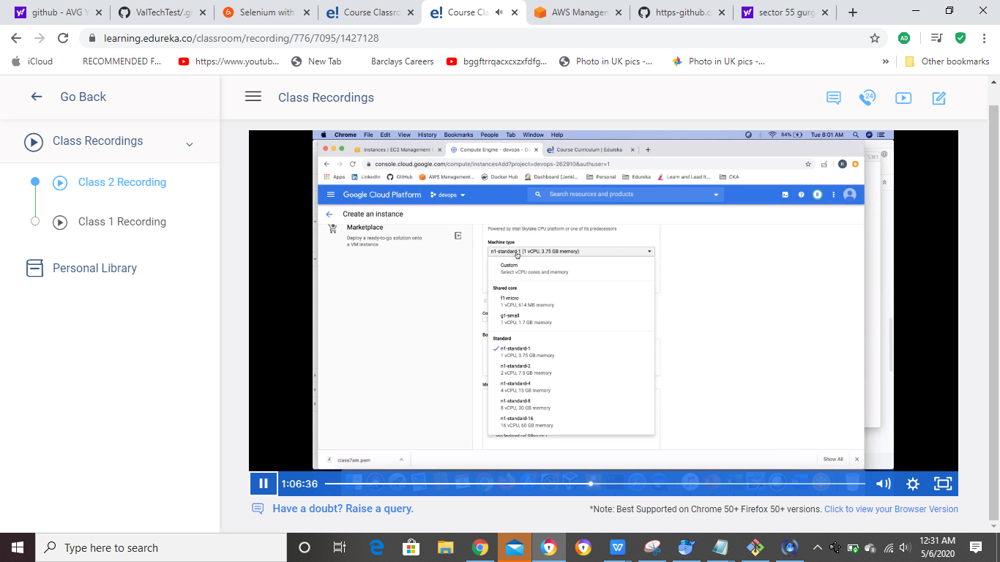 github - AVG Y
ValTechTest/.gi
Selenium with
Course Classro
Course Cla
AWS Managen
https-github.co
sector 55 gurg
learning.edureka.co/classroom/recording/776/7095/1427128
iCloud
RECOMMENDED F...
https://www.youtub...
New Tab
Barclays Careers
bggftrrqacxcxzxfdfg...
Photo in UK pics -...
Photo in UK pics -...
»
Other bookmarks
Go Back
Class Recordings
Class Recordings
Class 2 Recording
Class 1 Recording
Personal Library
Chrome File Edit View History Bookmarks People Tab Window Help
84% Tue 8:01 AM
Instances | EC2 Management C
Compute Engine - devops - Go
Course Curriculum | Edureka
console.cloud.google.com/compute/instancesAdd?project=devops-262910&authuser=1
Apps LinkedIn GitHub AWS Management... Docker Hub Dashboard [Jenki... Personal Edureka Learn and Lead It... CKA
Google Cloud Platform devops Search resources and products 8
Create an instance
Marketplace
Deploy a ready-to-go solution onto
a VM instance
Powered by Intel Skylake CPU platform or one of its predecessors
Machine type
n1-standard-1 (1 vCPU, 3.75 GB memory)
Custom
Select vCPU cores and memory
Shared core
f1-micro
1 vCPU, 614 MB memory
g1-small
1 vCPU, 1.7 GB memory
Standard
n1-standard-1
1 vCPU, 3.75 GB memory
n1-standard-2
2 vCPU, 7.5 GB memory
n1-standard-4
4 vCPU, 15 GB memory
n1-standard-8
8 vCPU, 30 GB memory
n1-standard-16
16 vCPU, 60 GB memory
Co
Bo
Ide
class7am.pem
Show All
1:06:36
Have a doubt? Raise a query.
*Note: Best Supported on Chrome 50+ Firefox 50+ versions. Click to view your Browser Version
Type here to search
12:31 AM
5/6/2020